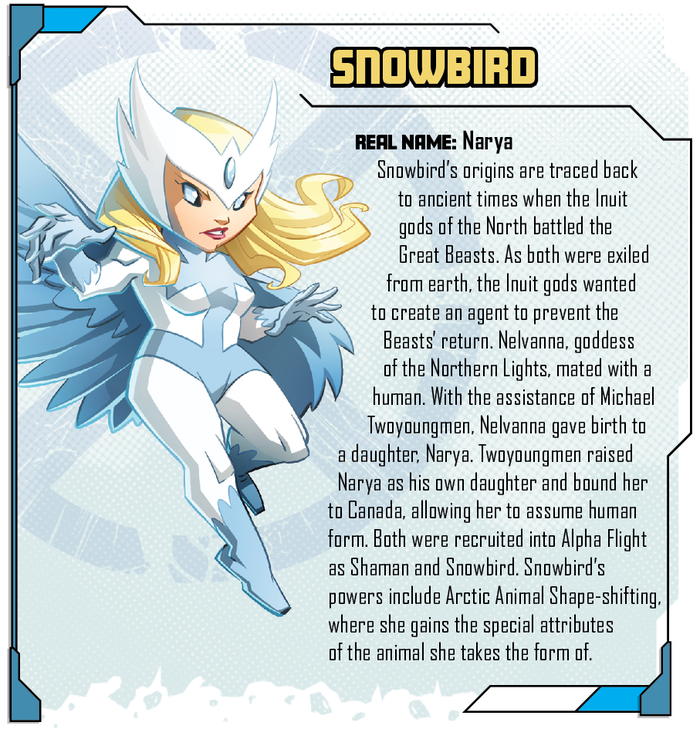 SNOWBIRD
REAL NAME: Narya
Snowbird's origins are traced back
to ancient times when the Inuit
gods of the North battled the
Great Beasts. As both were exiled
from earth, the Inuit gods wanted
to create an agent to prevent the
Beasts' return. Nelvanna, goddess
of the Northern Lights, mated with a
human. With the assistance of Michael
Twoyoungmen, Nelvanna gave birth to
a daughter, Narya. Twoyoungmen raised
Narya as his own daughter and bound her
to Canada, allowing her to assume human
form. Both were recruited into Alpha Flight
as Shaman and Snowbird. Snowbird's
powers include Arctic Animal Shape-shifting,
where she gains the special attributes
of the animal she takes the form of.